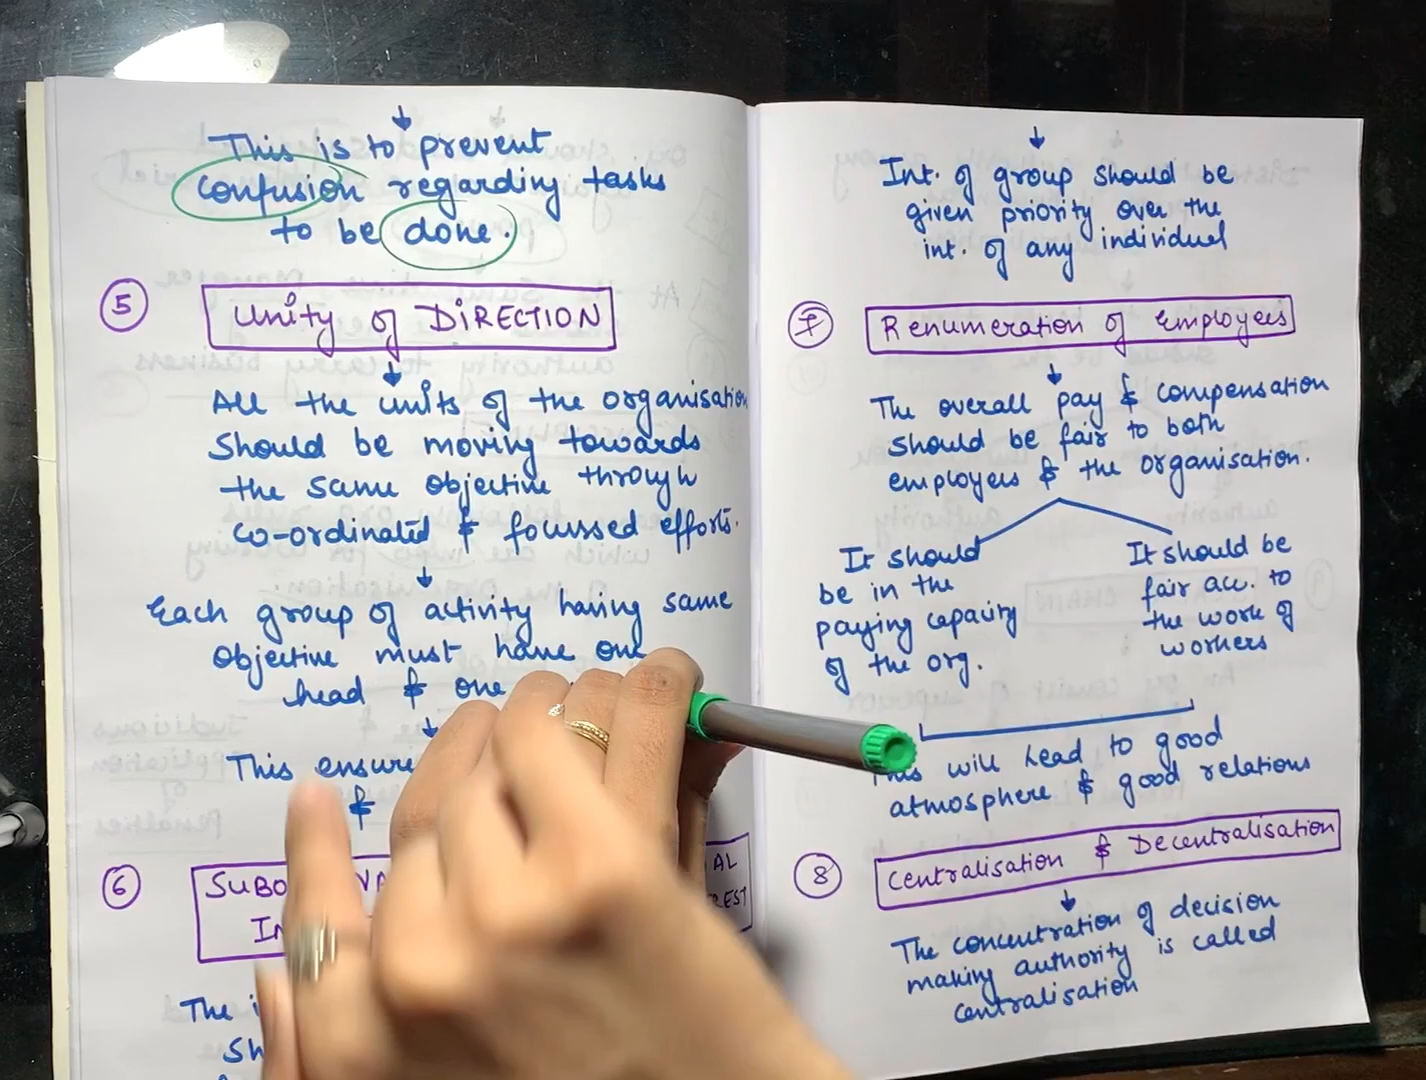 This is to prevent
confusion regarding tasks
to be done.
5 Unity of DIRECTION
All the units of the organisation
should be moving towards
the same objective through
co-ordinated & focussed efforts.
Each group of activity having same
objective must have one
head & one
This
&
6
The
Int. of group should be
given priority over the
int. of any individual
7 Renumeration of employees
The overall pay & compensation
should be fair to both
employees & the organisation.
It should
be in the
paying capacity
of the org.
It should be
fair acc. to
the work of
workers
This will lead to good
atmosphere & good relations
8 Centralisation & Decentralisation
The concentration of decision
making authority is called
centralisation